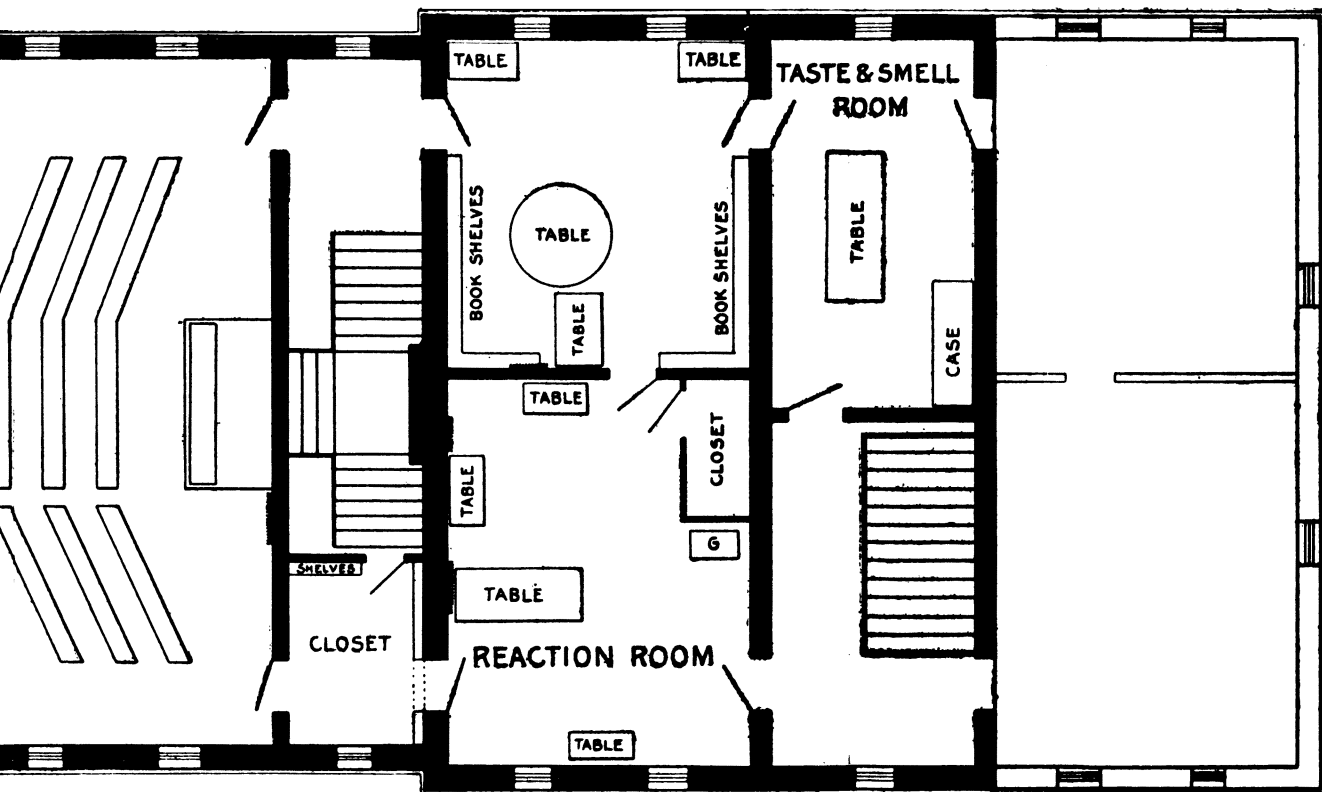 TABLE
TABLE
TASTE & SMELL
ROOM
BOOK SHELVES
TABLE
BOOK SHELVES
TABLE
TABLE
CASE
TABLE
CLOSET
TABLE
G
SHELVES
TABLE
CLOSET
REACTION ROOM
TABLE